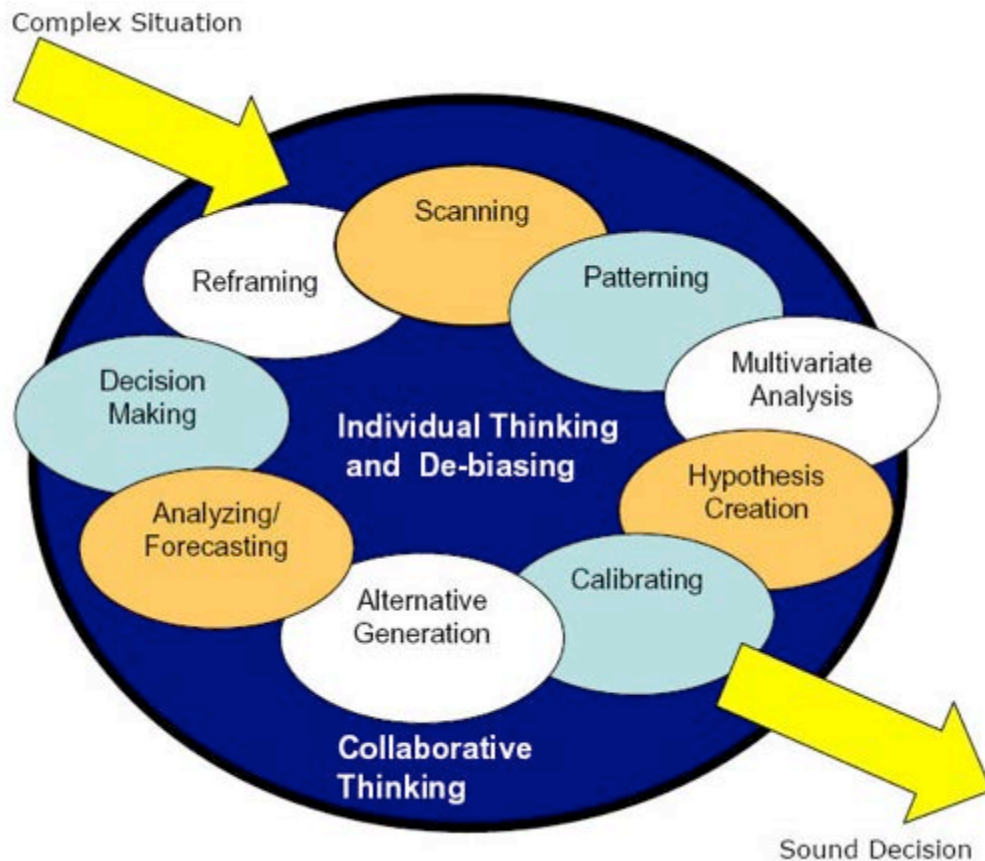 Complex Situation
Scanning
Reframing
Patterning
Multivariate
Analysis
Decision
Making
Individual Thinking
and De-biasing
Hypothesis
Creation
Analyzing/
Forecasting
Calibrating
Alternative
Generation
Collaborative
Thinking
Sound Decision